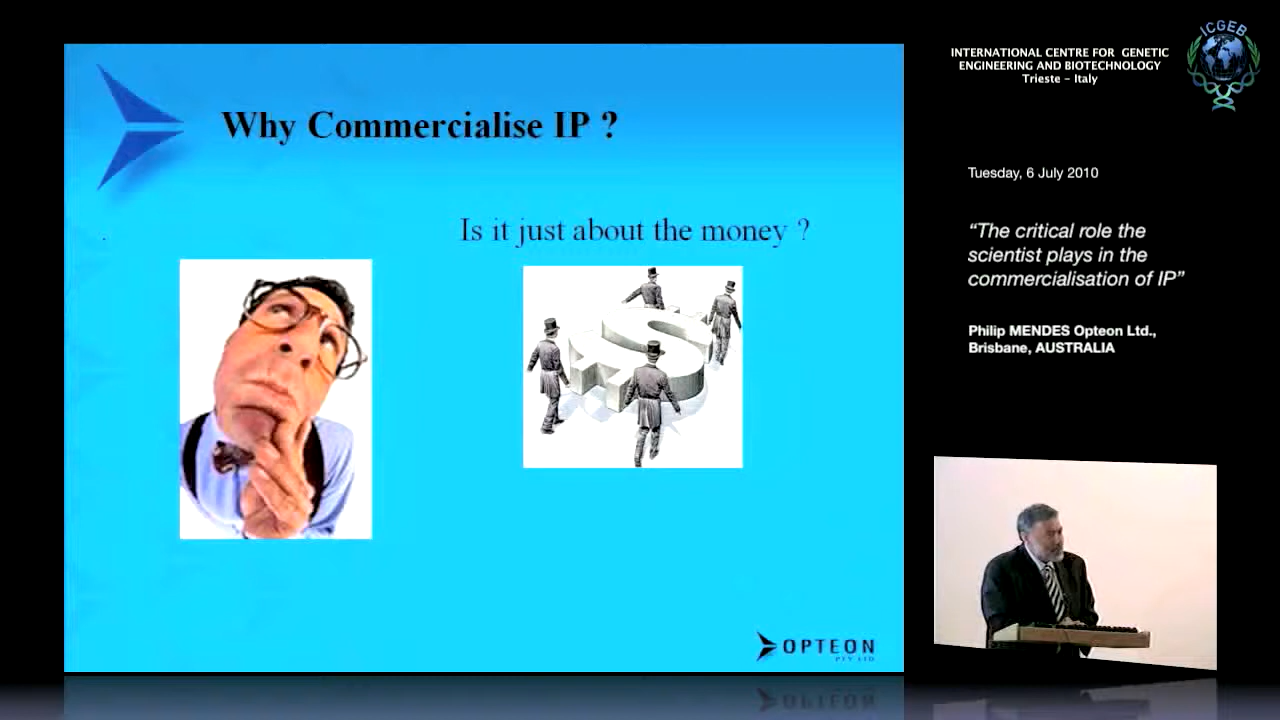 Why Commercialise IP ?
Is it just about the money ?
OPTEON
PTY LTD
ICGEB
INTERNATIONAL CENTRE FOR GENETIC
ENGINEERING AND BIOTECHNOLOGY
Trieste - Italy
Tuesday, 6 July 2010
“The critical role the
scientist plays in the
commercialisation of IP”
Philip MENDES Opteon Ltd.,
Brisbane, AUSTRALIA